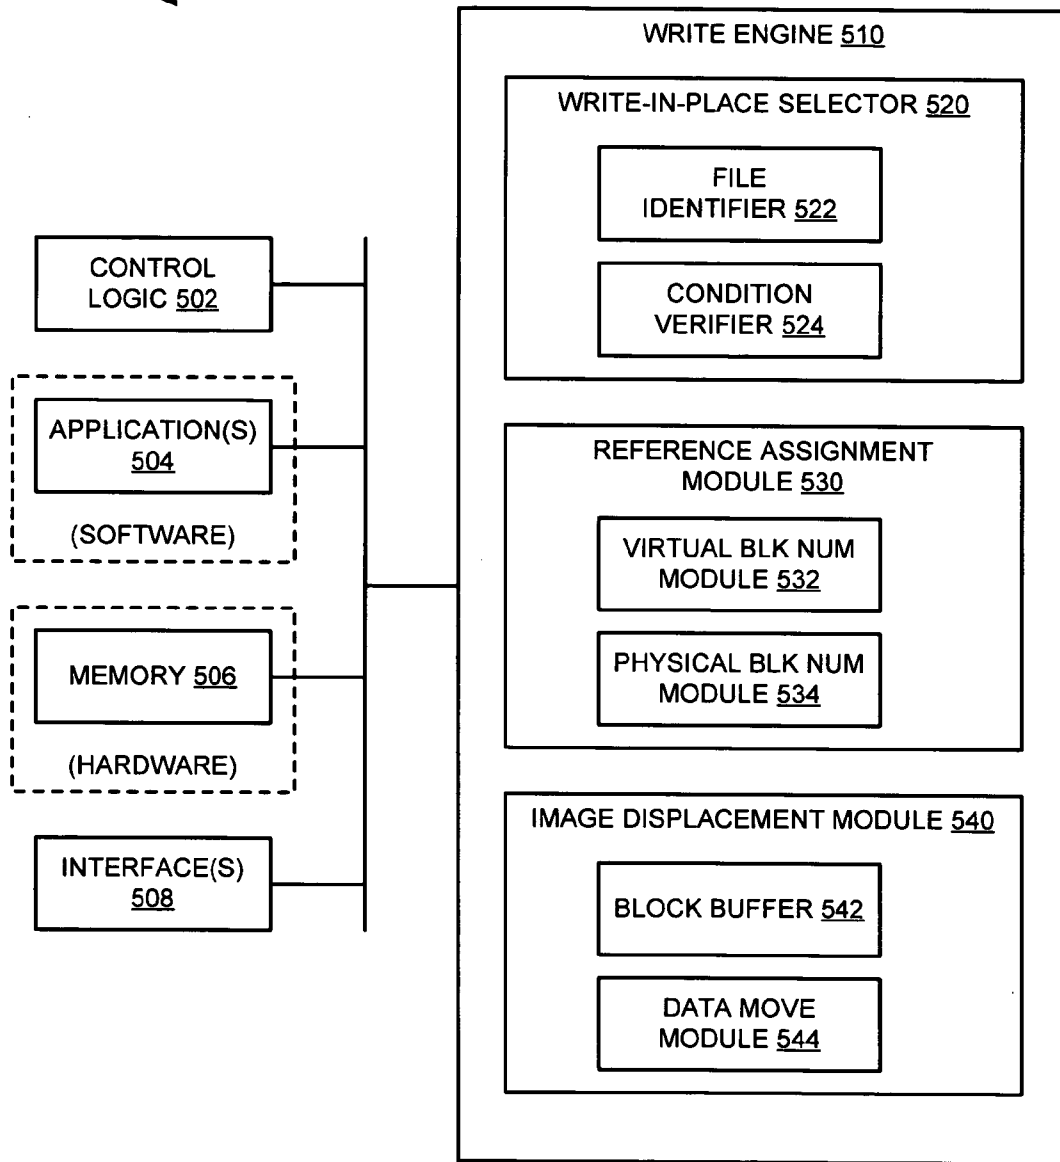 CONTROL
LOGIC 502
APPLICATION(S)
504
(SOFTWARE)
MEMORY 506
(HARDWARE)
INTERFACE(S)
508
WRITE ENGINE 510
WRITE-IN-PLACE SELECTOR 520
FILE
IDENTIFIER 522
CONDITION
VERIFIER 524
REFERENCE ASSIGNMENT
MODULE 530
VIRTUAL BLK NUM
MODULE 532
PHYSICAL BLK NUM
MODULE 534
IMAGE DISPLACEMENT MODULE 540
BLOCK BUFFER 542
DATA MOVE
MODULE 544